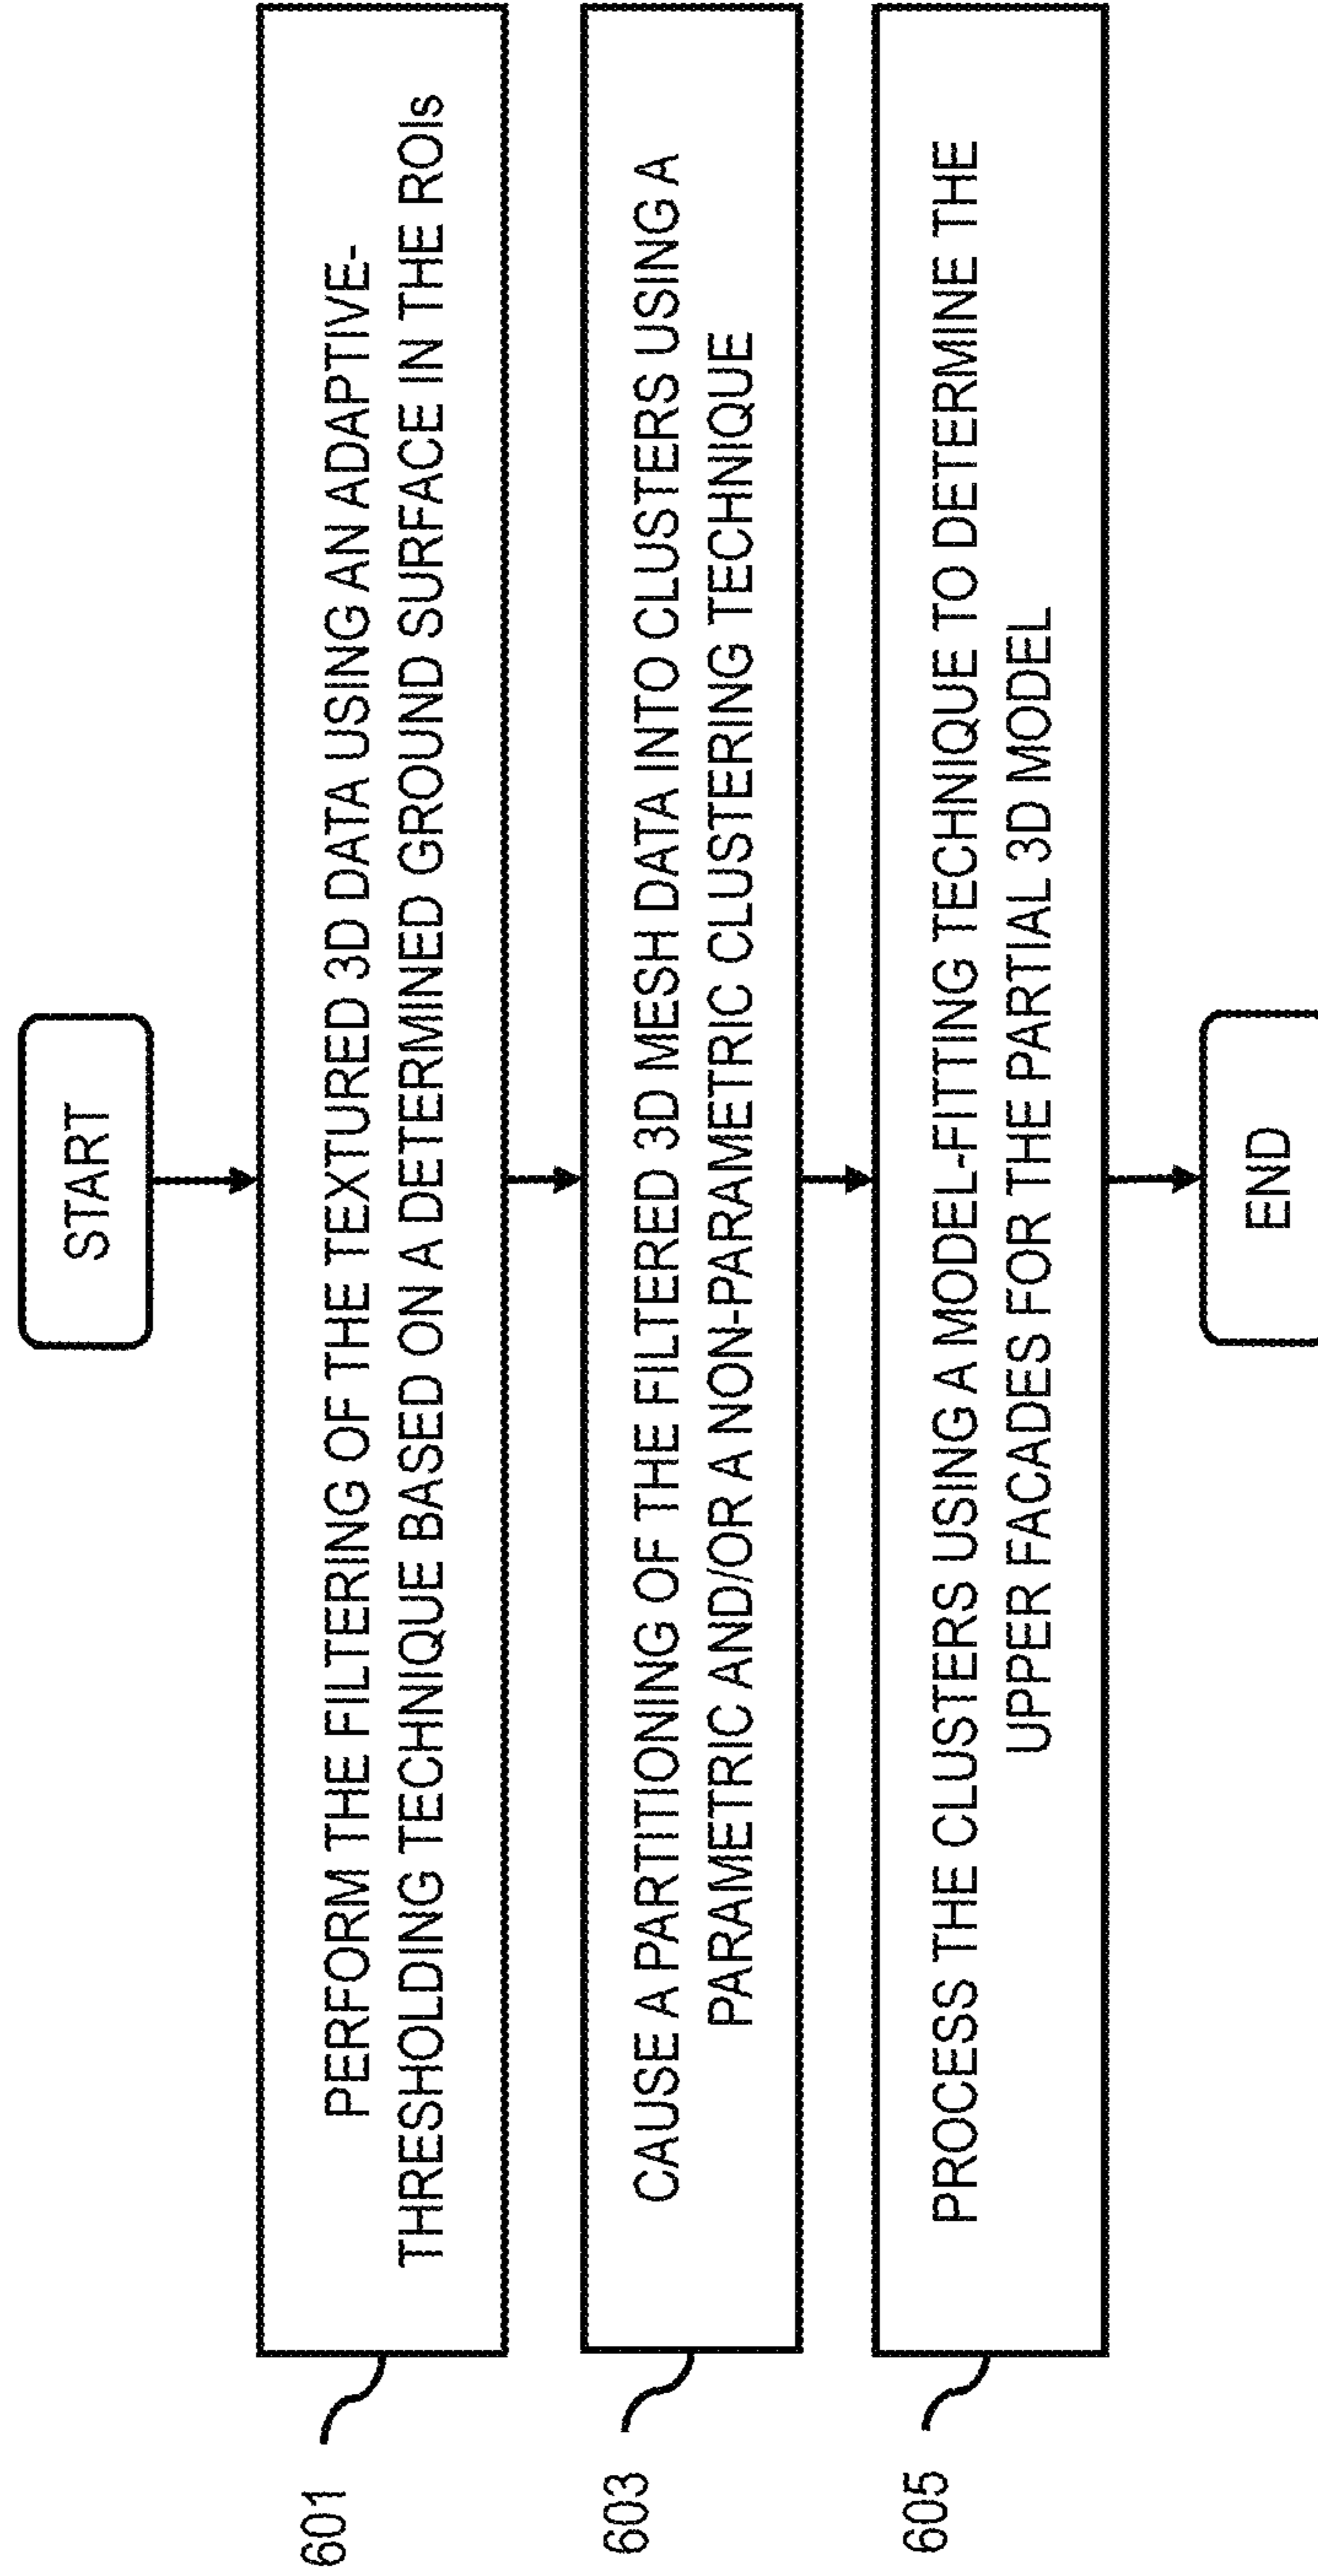 START
601
PERFORM THE FILTERING OF THE TEXTURED 3D DATA USING AN ADAPTIVE-
THRESHOLDING TECHNIQUE BASED ON A DETERMINED GROUND SURFACE IN THE ROIs
603
CAUSE A PARTITIONING OF THE FILTERED 3D MESH DATA INTO CLUSTERS USING A
PARAMETRIC AND/OR A NON-PARAMETRIC CLUSTERING TECHNIQUE
605
PROCESS THE CLUSTERS USING A MODEL-FITTING TECHNIQUE TO DETERMINE THE
UPPER FACADES FOR THE PARTIAL 3D MODEL
END